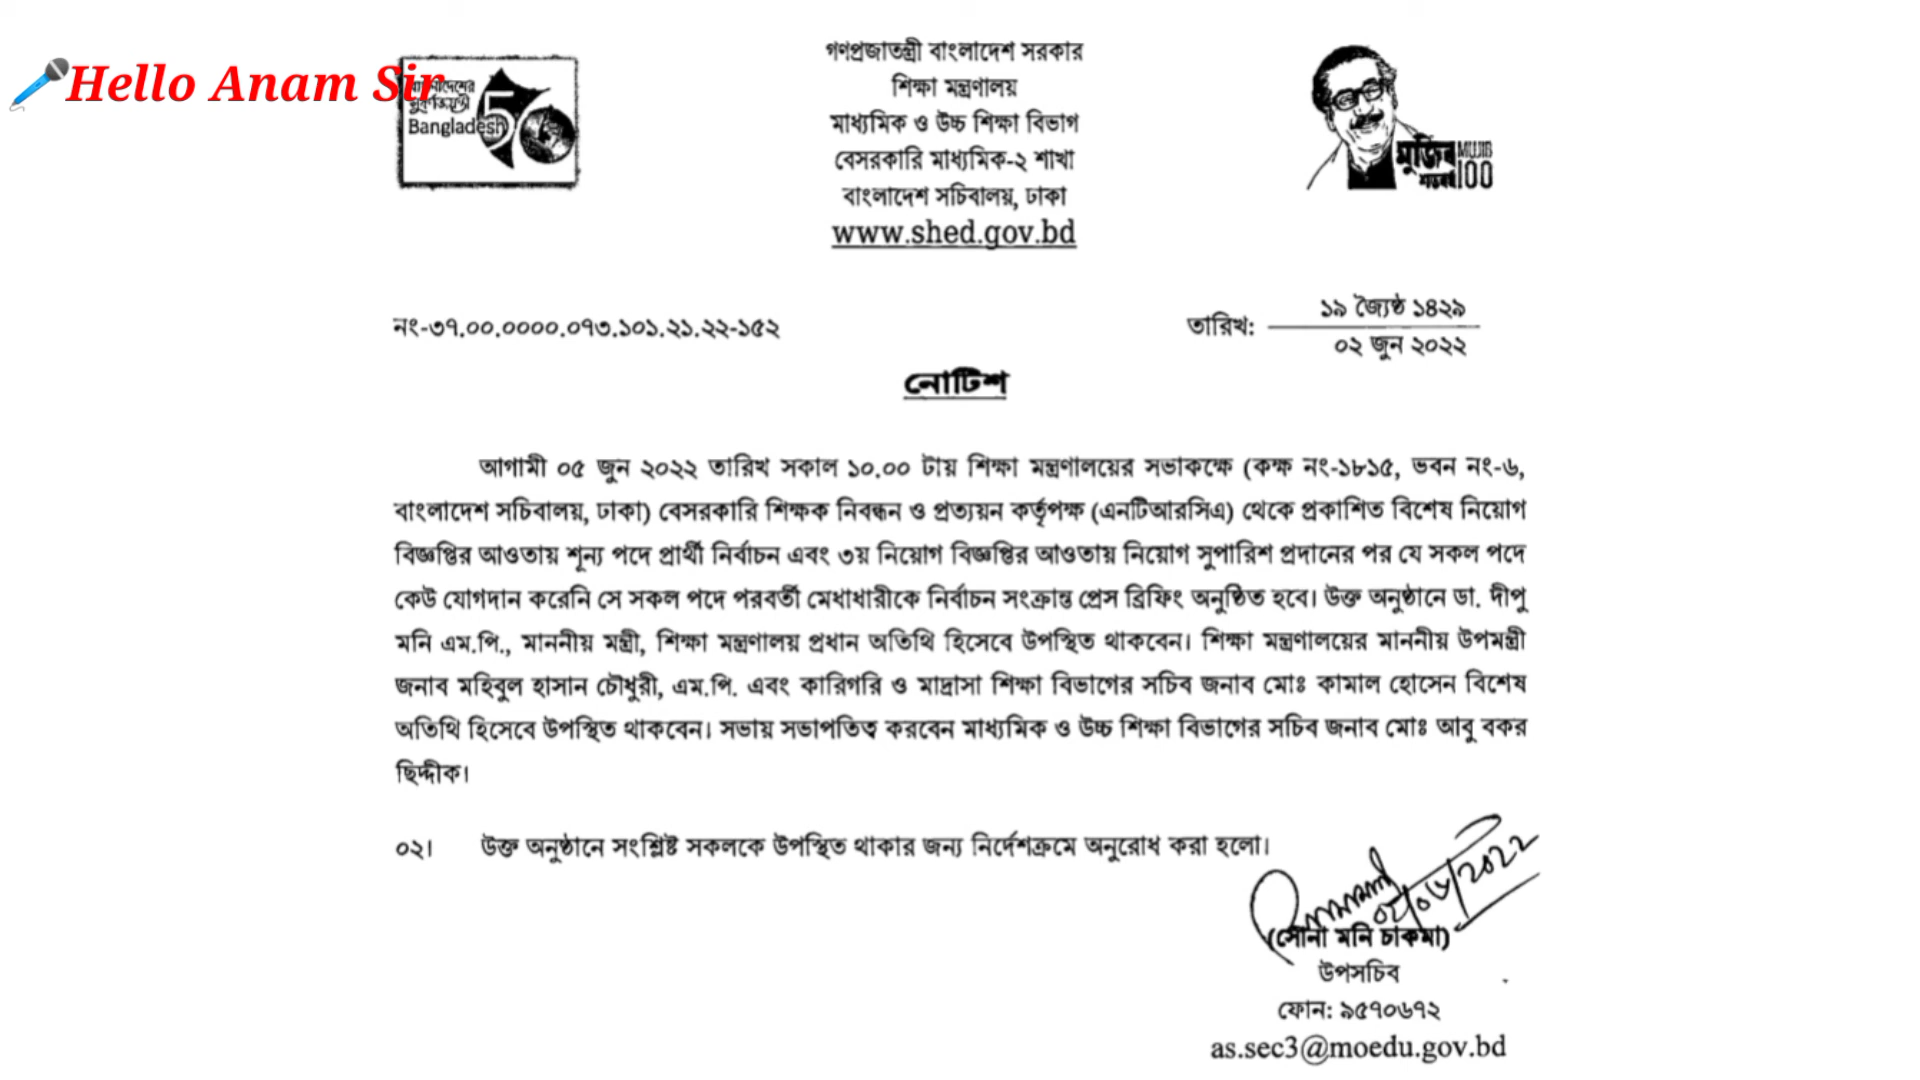 🎤Hello Anam Sir
সুবর্ণজয়ন্তী
Bangladesh 50
গণপ্রজাতন্ত্রী বাংলাদেশ সরকার
শিক্ষা মন্ত্রণালয়
মাধ্যমিক ও উচ্চ শিক্ষা বিভাগ
বেসরকারি মাধ্যমিক-২ শাখা
বাংলাদেশ সচিবালয়, ঢাকা
www.shed.gov.bd
মুজিব MUJIB
100
নং-৩৭.০০.০০০০.০৭৩.১০১.২১.২২-১৫২
তারিখ: ১৯ জ্যৈষ্ঠ ১৪২৯
০২ জুন ২০২২
নোটিশ
আগামী ০৫ জুন ২০২২ তারিখ সকাল ১০.০০ টায় শিক্ষা মন্ত্রণালয়ের সভাকক্ষে (কক্ষ নং-১৮১৫, ভবন নং-৬,
বাংলাদেশ সচিবালয়, ঢাকা) বেসরকারি শিক্ষক নিবন্ধন ও প্রত্যয়ন কর্তৃপক্ষ (এনটিআরসিএ) থেকে প্রকাশিত বিশেষ নিয়োগ
বিজ্ঞপ্তির আওতায় শূন্য পদে প্রার্থী নির্বাচন এবং ৩য় নিয়োগ বিজ্ঞপ্তির আওতায় নিয়োগ সুপারিশ প্রদানের পর যে সকল পদে
কেউ যোগদান করেনি সে সকল পদে পরবর্তী মেধাধারীকে নির্বাচন সংক্রান্ত প্রেস ব্রিফিং অনুষ্ঠিত হবে। উক্ত অনুষ্ঠানে ডা. দীপু
মনি এম.পি., মাননীয় মন্ত্রী, শিক্ষা মন্ত্রণালয় প্রধান অতিথি হিসেবে উপস্থিত থাকবেন। শিক্ষা মন্ত্রণালয়ের মাননীয় উপমন্ত্রী
জনাব মহিবুল হাসান চৌধুরী, এম.পি. এবং কারিগরি ও মাদ্রাসা শিক্ষা বিভাগের সচিব জনাব মোঃ কামাল হোসেন বিশেষ
অতিথি হিসেবে উপস্থিত থাকবেন। সভায় সভাপতিত্ব করবেন মাধ্যমিক ও উচ্চ শিক্ষা বিভাগের সচিব জনাব মোঃ আবু বকর
ছিদ্দীক।
০২। উক্ত অনুষ্ঠানে সংশ্লিষ্ট সকলকে উপস্থিত থাকার জন্য নির্দেশক্রমে অনুরোধ করা হলো।
০২/০৬/২০২২
(সোনা মনি চাকমা)
উপসচিব
ফোন: ৯৫৭০৬৭২
as.sec3@moedu.gov.bd